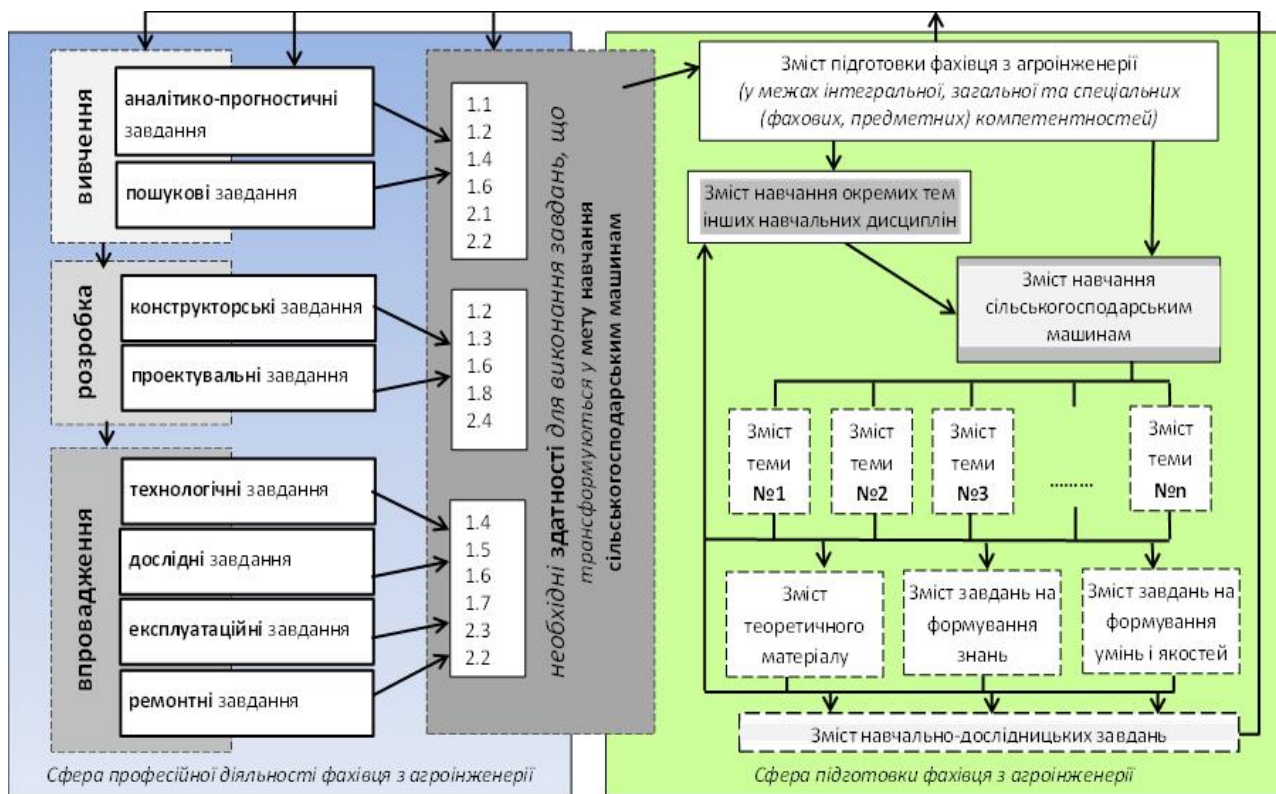 вивчення
аналітико-прогностичні
завдання
пошукові завдання
розробка
конструкторські завдання
проектувальні завдання
впровадження
технологічні завдання
дослідні завдання
експлуатаційні завдання
ремонтні завдання
1.1
1.2
1.4
1.6
2.1
2.2
1.2
1.3
1.6
1.8
2.4
1.4
1.5
1.6
1.7
2.3
2.2
необхідні здатності для виконання завдань, що
трансформуються у мету навчання
сільськогосподарським машинам
Сфера професійної діяльності фахівця з агроінженерії
Зміст підготовки фахівця з агроінженерії
(у межах інтегральної, загальної та спеціальних
(фахових, предметних) компетентностей)
Зміст навчання окремих тем
інших навчальних дисциплін
Зміст навчання
сільськогосподарським
машинам
Зміст
теми
№1
Зміст
теми
№2
Зміст
теми
№3
………
Зміст
теми
№n
Зміст
теоретичного
матеріалу
Зміст завдань на
формування
знань
Зміст завдань на
формування
умінь і якостей
Зміст навчально-дослідницьких завдань
Сфера підготовки фахівця з агроінженерії